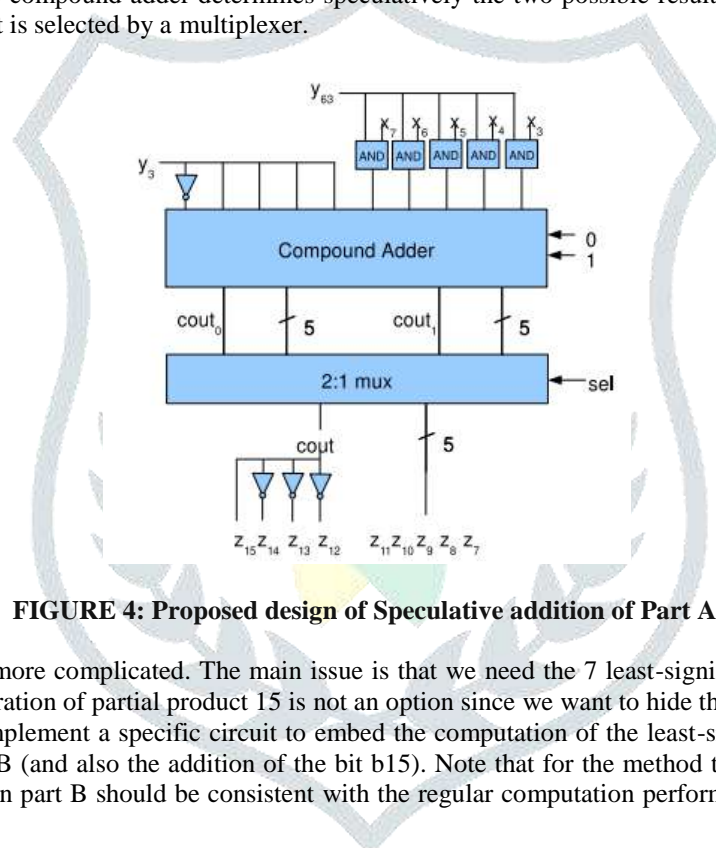 compound adder determines speculatively the two possible result
t is selected by a multiplexer.
y63
x7 x6 x5 x4 x3
AND AND AND AND AND
y3
Compound Adder
0
1
cout0 5 cout1 5
2:1 mux
sel
cout
5
z15 z14 z13 z12 z11 z10 z9 z8 z7
FIGURE 4: Proposed design of Speculative addition of Part A
more complicated. The main issue is that we need the 7 least-signi
ration of partial product 15 is not an option since we want to hide th
nplement a specific circuit to embed the computation of the least-s
B (and also the addition of the bit b15). Note that for the method t
n part B should be consistent with the regular computation perform